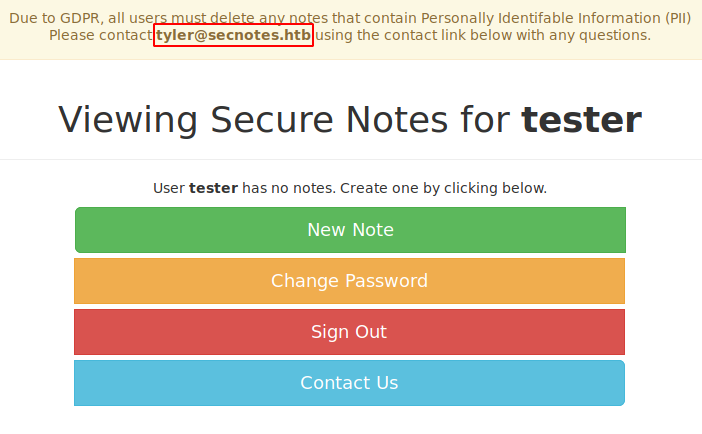 Due to GDPR, all users must delete any notes that contain Personally Identifable Information (PII)
Please contact tyler@secnotes.htb using the contact link below with any questions.
Viewing Secure Notes for tester
User tester has no notes. Create one by clicking below.
New Note
Change Password
Sign Out
Contact Us